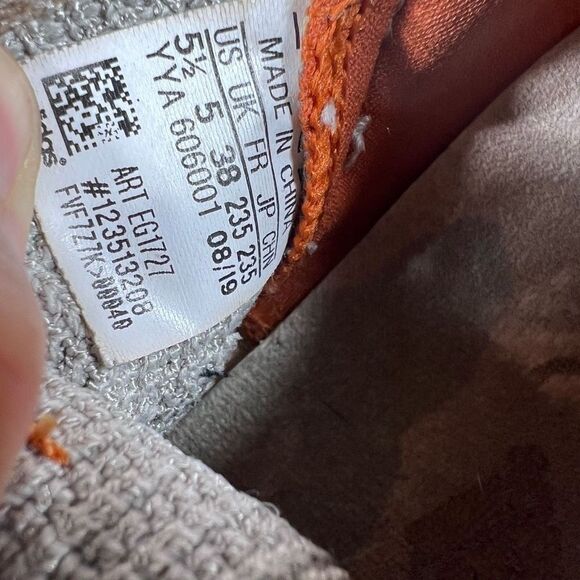 MADE IN CHINA
US UK FR JP CHN
5½ 5 38 235 235
YYA 606001 08/19
ART EG1727
#123513208
FVF7Z7K>00040